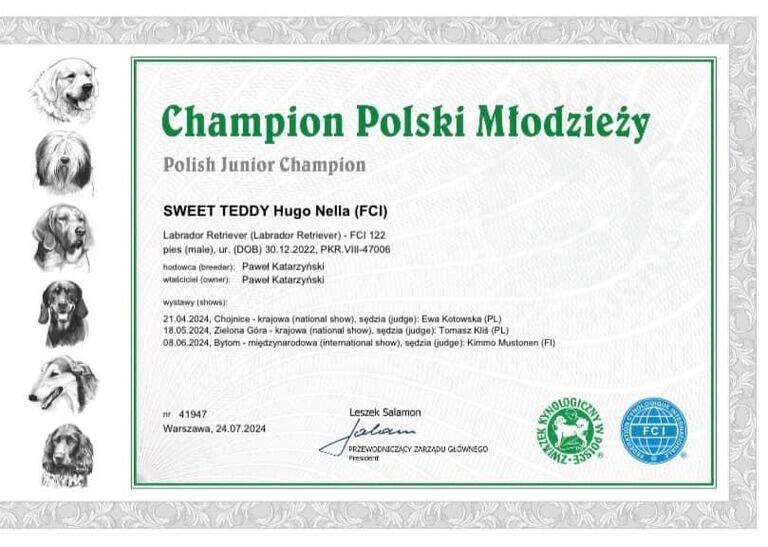 Champion Polski Młodzieży
Polish Junior Champion
SWEET TEDDY Hugo Nella (FCI)
Labrador Retriever (Labrador Retriever) - FCI 122
pies (male), ur. (DOB) 30.12.2022, PKR.VIII-47006
hodowca (breeder): Paweł Katarzyński
właściciel (owner): Paweł Katarzyński
wystawy (shows):
21.04.2024, Chojnice - krajowa (national show), sędzia (judge): Ewa Kotowska (PL)
18.05.2024, Zielona Góra - krajowa (national show), sędzia (judge): Tomasz Kliś (PL)
08.06.2024, Bytom - międzynarodowa (international show), sędzia (judge): Kimmo Mustonen (FI)
nr 41947
Warszawa, 24.07.2024
Leszek Salamon
PRZEWODNICZĄCY ZARZĄDU GŁÓWNEGO
President
ZWIĄZEK KYNOLOGICZNY W POLSCE
®
FEDERATION CYNOLOGIQUE INTERNATIONALE
FCI
®